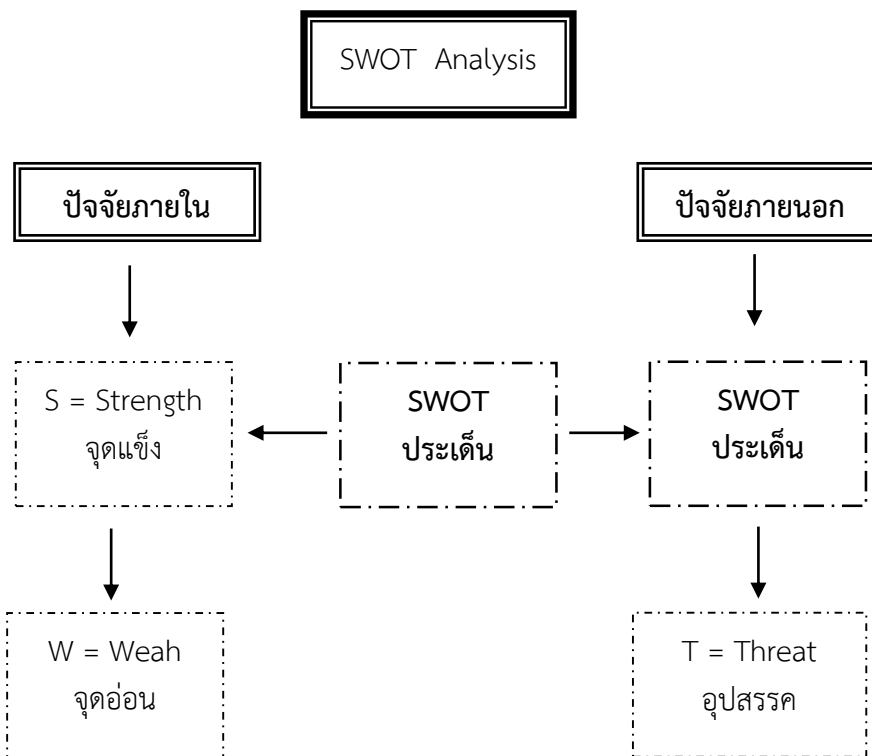 SWOT Analysis
ปัจจัยภายใน
ปัจจัยภายนอก
S = Strength
จุดแข็ง
SWOT
ประเด็น
SWOT
ประเด็น
W = Weah
จุดอ่อน
T = Threat
อุปสรรค